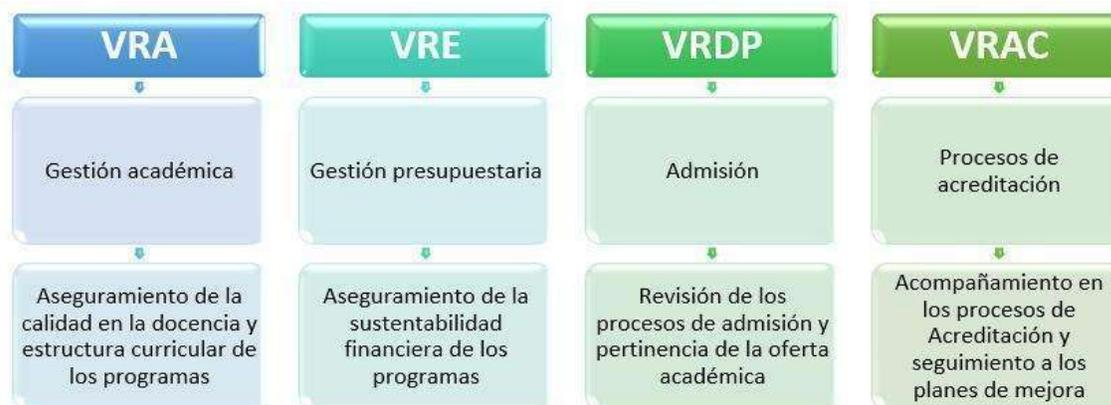 VRA
Gestión académica
Aseguramiento de la
calidad en la docencia y
estructura curricular de
los programas
VRE
Gestión presupuestaria
Aseguramiento de la
sustentabilidad
financiera de los
programas
VRDP
Admisión
Revisión de los
procesos de admisión y
pertinencia de la oferta
académica
VRAC
Procesos de
acreditación
Acompañamiento en
los procesos de
Acreditación y
seguimiento a los
planes de mejora